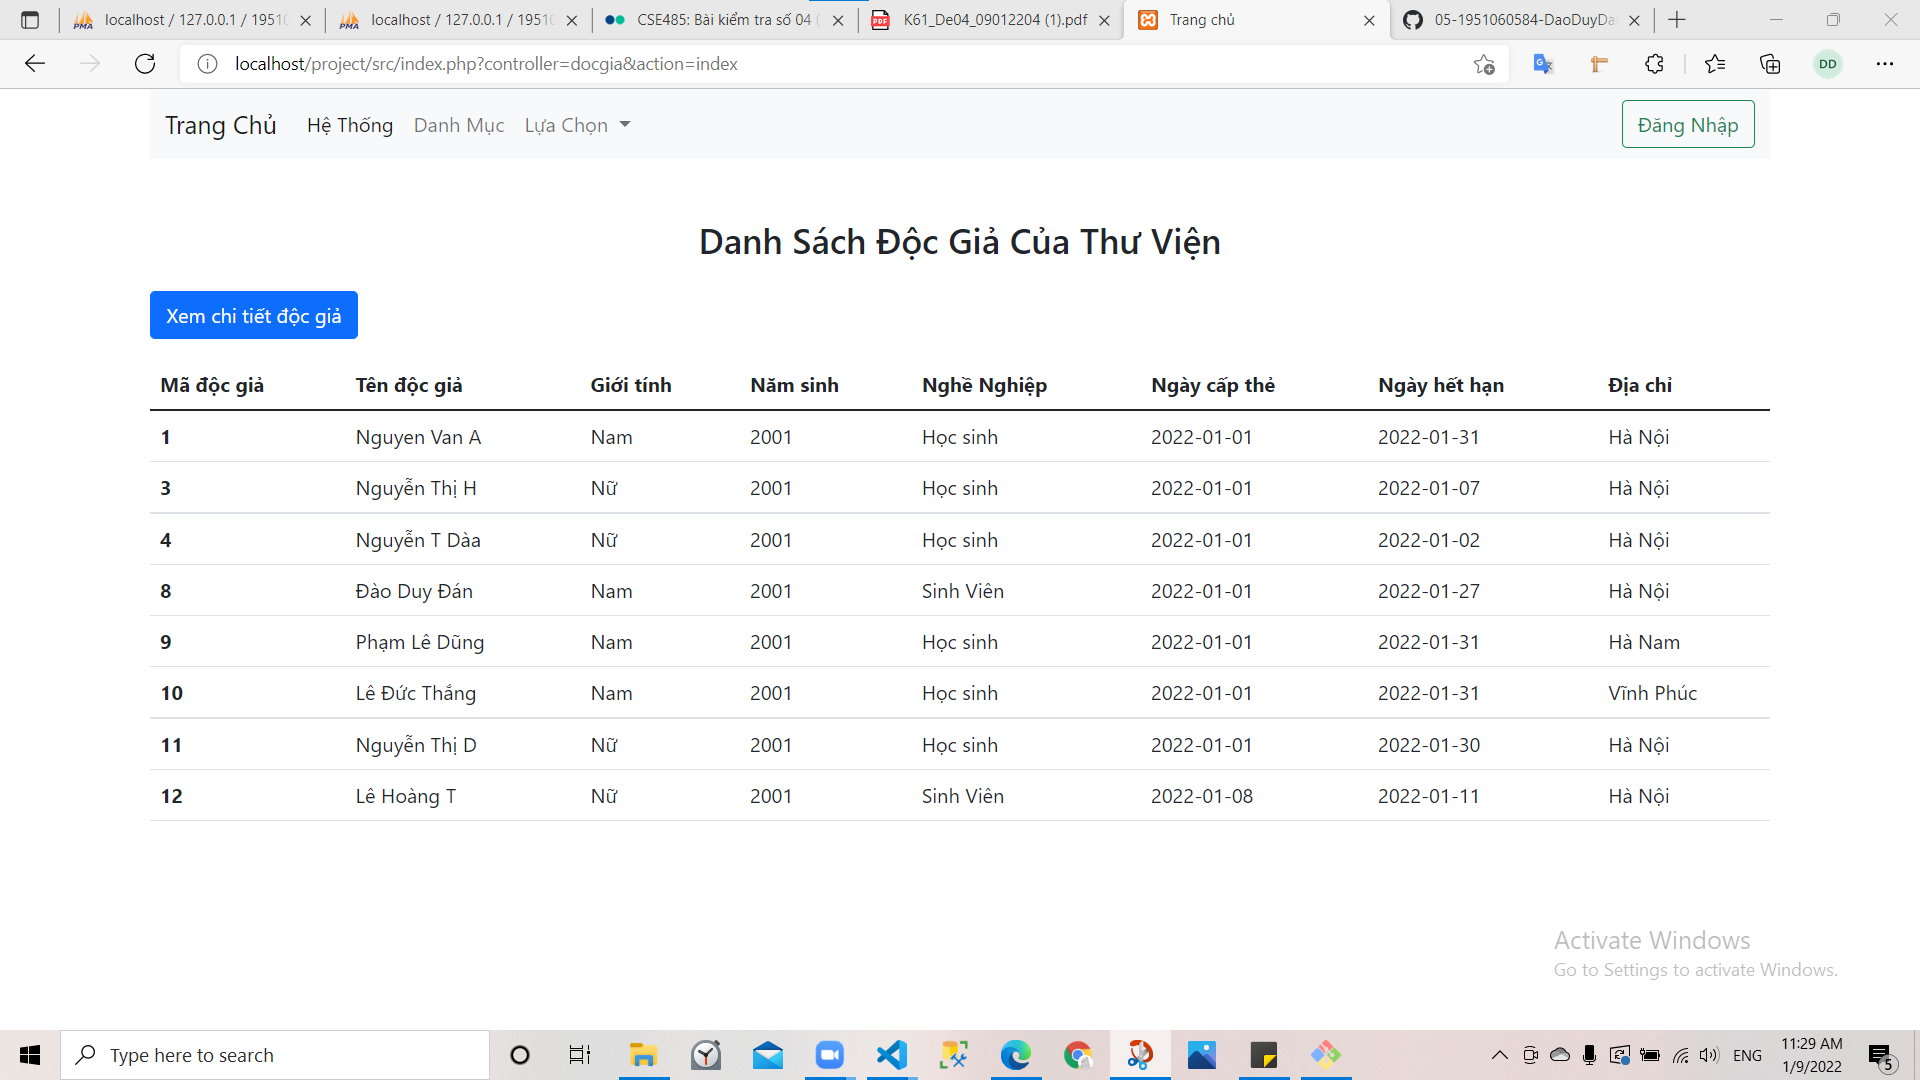 localhost / 127.0.0.1 / 1951 localhost / 127.0.0.1 / 1951 CSE485: Bài kiểm tra số 04 ( K61_De04_09012204 (1).pdf Trang chủ 05-1951060584-DaoDuyDa
localhost/project/src/index.php?controller=docgia&action=index DD
Trang Chủ Hệ Thống Danh Mục Lựa Chọn Đăng Nhập
Danh Sách Độc Giả Của Thư Viện
Xem chi tiết độc giả
Mã độc giả Tên độc giả Giới tính Năm sinh Nghề Nghiệp Ngày cấp thẻ Ngày hết hạn Địa chỉ
1 Nguyen Van A Nam 2001 Học sinh 2022-01-01 2022-01-31 Hà Nội
3 Nguyễn Thị H Nữ 2001 Học sinh 2022-01-01 2022-01-07 Hà Nội
4 Nguyễn T Dàa Nữ 2001 Học sinh 2022-01-01 2022-01-02 Hà Nội
8 Đào Duy Đán Nam 2001 Sinh Viên 2022-01-01 2022-01-27 Hà Nội
9 Phạm Lê Dũng Nam 2001 Học sinh 2022-01-01 2022-01-31 Hà Nam
10 Lê Đức Thắng Nam 2001 Học sinh 2022-01-01 2022-01-31 Vĩnh Phúc
11 Nguyễn Thị D Nữ 2001 Học sinh 2022-01-01 2022-01-30 Hà Nội
12 Lê Hoàng T Nữ 2001 Sinh Viên 2022-01-08 2022-01-11 Hà Nội
Activate Windows
Go to Settings to activate Windows.
Type here to search ENG 11:29 AM
1/9/2022 5